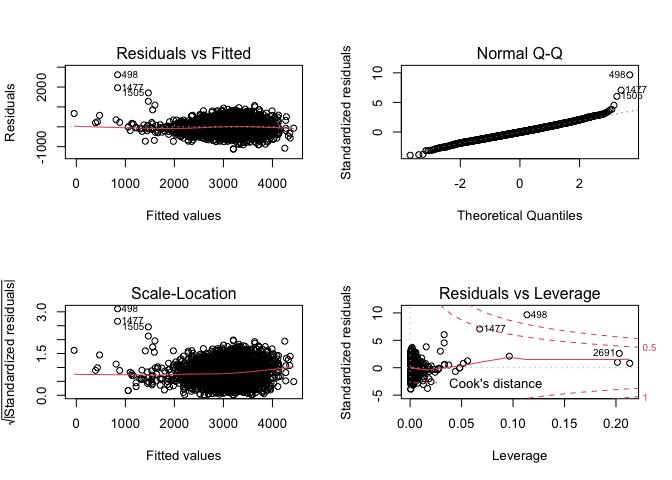 Residuals vs Fitted
Residuals
2000
-1000
498
1477
1505
0 1000 2000 3000 4000
Fitted values
Normal Q-Q
Standardized residuals
10
5
0
498
1477
1505
-2 0 2
Theoretical Quantiles
Scale-Location
√|Standardized residuals|
3.0
1.5
0.0
498
1477
1505
0 1000 2000 3000 4000
Fitted values
Residuals vs Leverage
Standardized residuals
10
5
0
-5
498
1477
2691
0.5
1
Cook's distance
0.00 0.05 0.10 0.15 0.20
Leverage